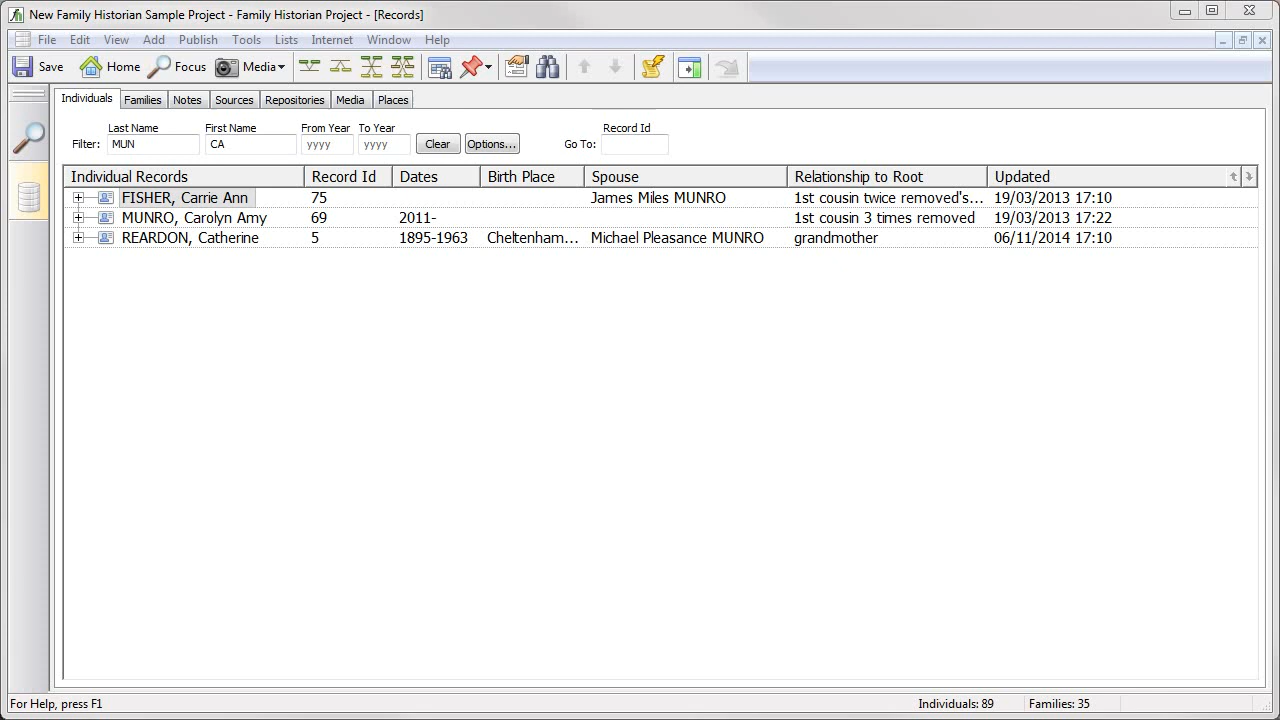 New Family Historian Sample Project - Family Historian Project - [Records]
File Edit View Add Publish Tools Lists Internet Window Help
Save Home Focus Media
Individuals Families Notes Sources Repositories Media Places
Last Name First Name From Year To Year Record Id
Filter: MUN CA yyyy yyyy Clear Options... Go To:
Individual Records Record Id Dates Birth Place Spouse Relationship to Root Updated
FISHER, Carrie Ann 75 James Miles MUNRO 1st cousin twice removed's... 19/03/2013 17:10
MUNRO, Carolyn Amy 69 2011- 1st cousin 3 times removed 19/03/2013 17:22
REARDON, Catherine 5 1895-1963 Cheltenham... Michael Pleasance MUNRO grandmother 06/11/2014 17:10
For Help, press F1 Individuals: 89 Families: 35